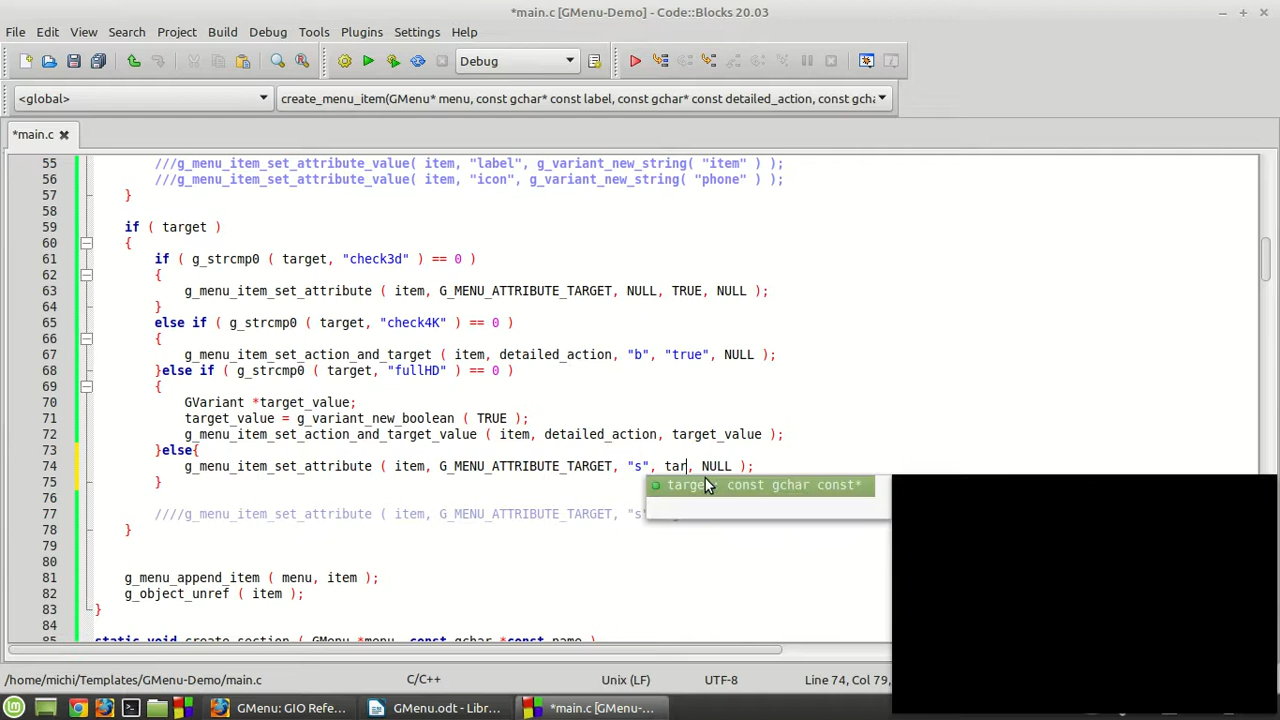 *main.c [GMenu-Demo] - Code::Blocks 20.03
File Edit View Search Project Build Debug Tools Plugins Settings Help
Debug
<global> create_menu_item(GMenu* menu, const gchar* const label, const gchar* const detailed_action, const gcha
*main.c
55 ///g_menu_item_set_attribute_value( item, "label", g_variant_new_string( "item" ) );
56 ///g_menu_item_set_attribute_value( item, "icon", g_variant_new_string( "phone" ) );
57 }
58
59 if ( target )
60 {
61 if ( g_strcmp0 ( target, "check3d" ) == 0 )
62 {
63 g_menu_item_set_attribute ( item, G_MENU_ATTRIBUTE_TARGET, NULL, TRUE, NULL );
64 }
65 else if ( g_strcmp0 ( target, "check4K" ) == 0 )
66 {
67 g_menu_item_set_action_and_target ( item, detailed_action, "b", "true", NULL );
68 }else if ( g_strcmp0 ( target, "fullHD" ) == 0 )
69 {
70 GVariant *target_value;
71 target_value = g_variant_new_boolean ( TRUE );
72 g_menu_item_set_action_and_target_value ( item, detailed_action, target_value );
73 }else{
74 g_menu_item_set_attribute ( item, G_MENU_ATTRIBUTE_TARGET, "s", tar, NULL );
75 }
target: const gchar const*
76
77 ////g_menu_item_set_attribute ( item, G_MENU_ATTRIBUTE_TARGET, "s"
78 }
79
80
81 g_menu_append_item ( menu, item );
82 g_object_unref ( item );
83 }
84
85 static void create_section ( GMenu *menu, const gchar *const name )
/home/michi/Templates/GMenu-Demo/main.c C/C++ Unix (LF) UTF-8 Line 74, Col 79,
GMenu: GIO Refe... GMenu.odt - Libr... *main.c [GMenu-...